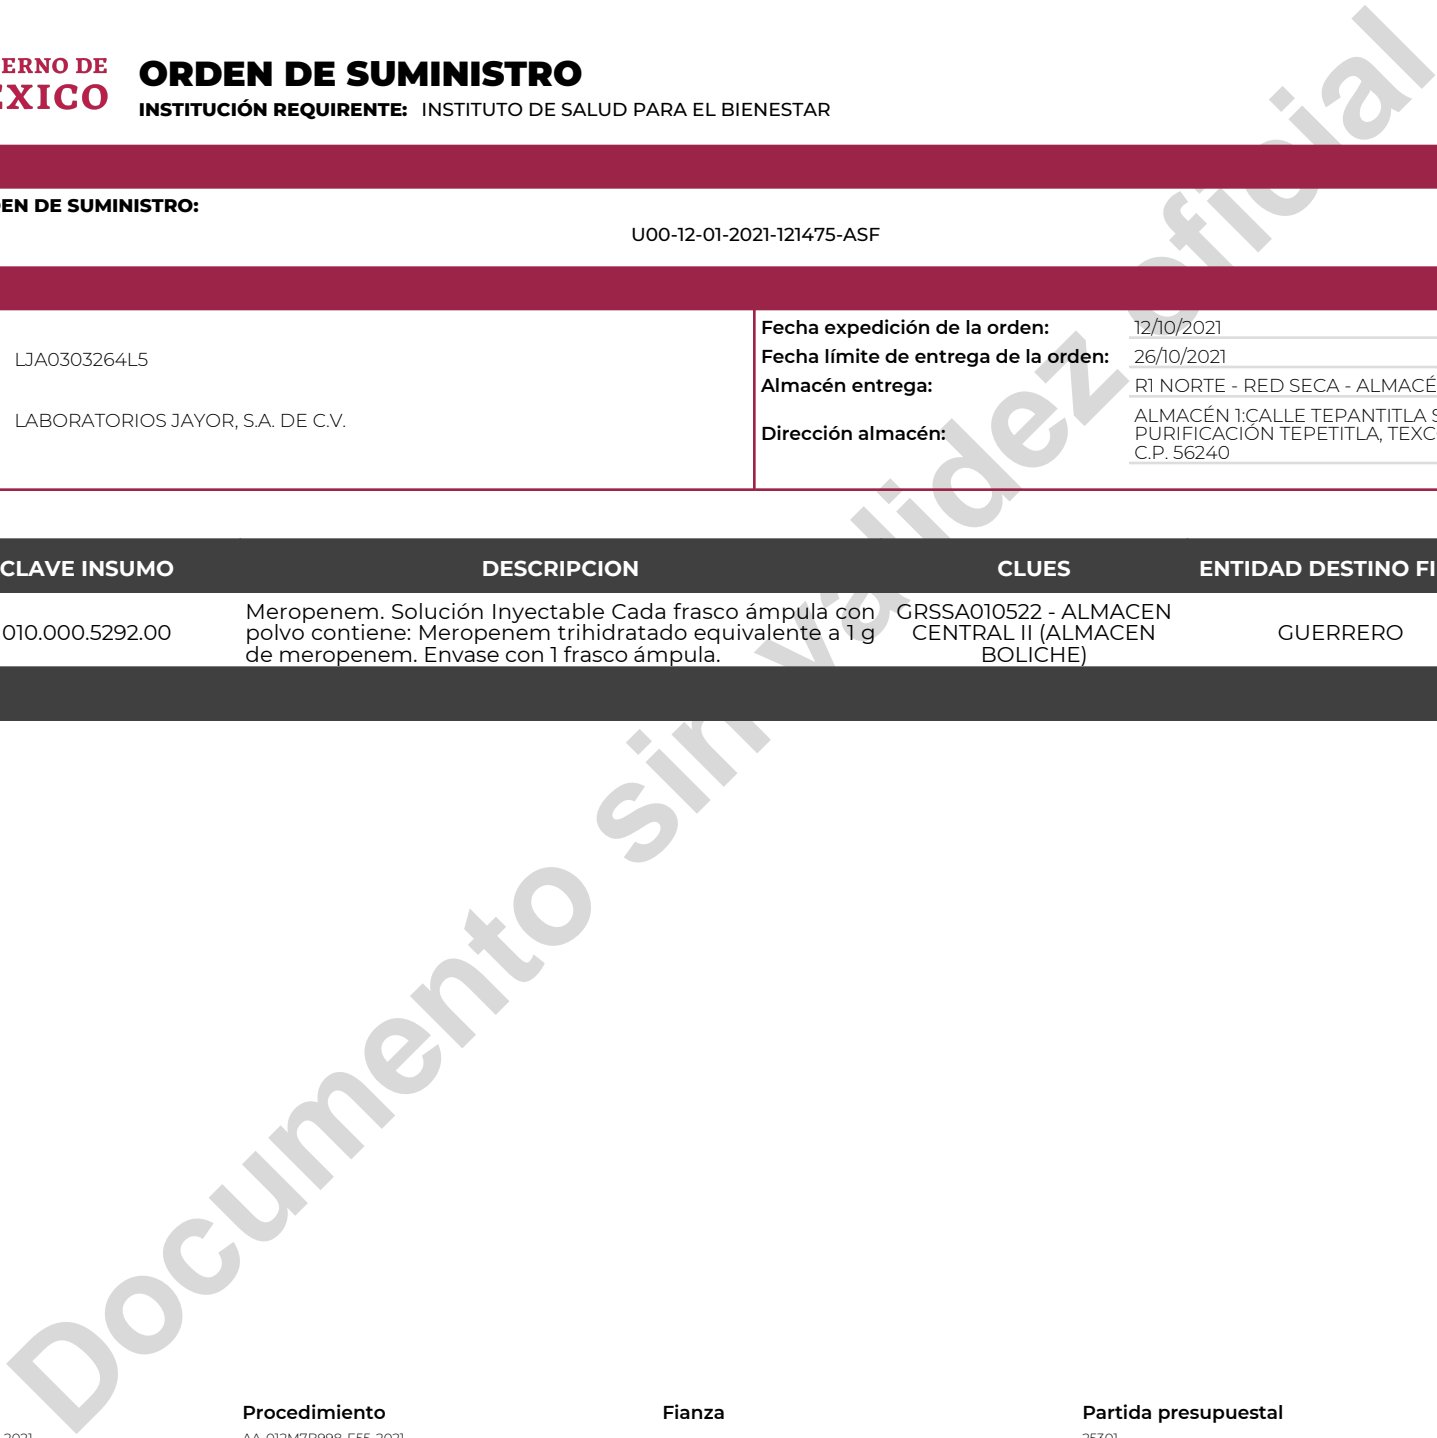 ERNO DE
EXICO
ORDEN DE SUMINISTRO
INSTITUCIÓN REQUIRENTE: INSTITUTO DE SALUD PARA EL BIENESTAR
EN DE SUMINISTRO:
U00-12-01-2021-121475-ASF
LJA0303264L5
LABORATORIOS JAYOR, S.A. DE C.V.
Fecha expedición de la orden: 12/10/2021
Fecha límite de entrega de la orden: 26/10/2021
Almacén entrega: R1 NORTE - RED SECA - ALMACÉ
Dirección almacén:
ALMACÉN 1:CALLE TEPANTITLA S
PURIFICACIÓN TEPETITLA, TEXC
C.P. 56240
CLAVE INSUMO DESCRIPCION CLUES ENTIDAD DESTINO FI
010.000.5292.00
Meropenem. Solución Inyectable Cada frasco ámpula con
polvo contiene: Meropenem trihidratado equivalente a 1 g
de meropenem. Envase con 1 frasco ámpula.
GRSSA010522 - ALMACEN
CENTRAL II (ALMACEN
BOLICHE)
GUERRERO
Documento sin validez oficial
Procedimiento Fianza Partida presupuestal